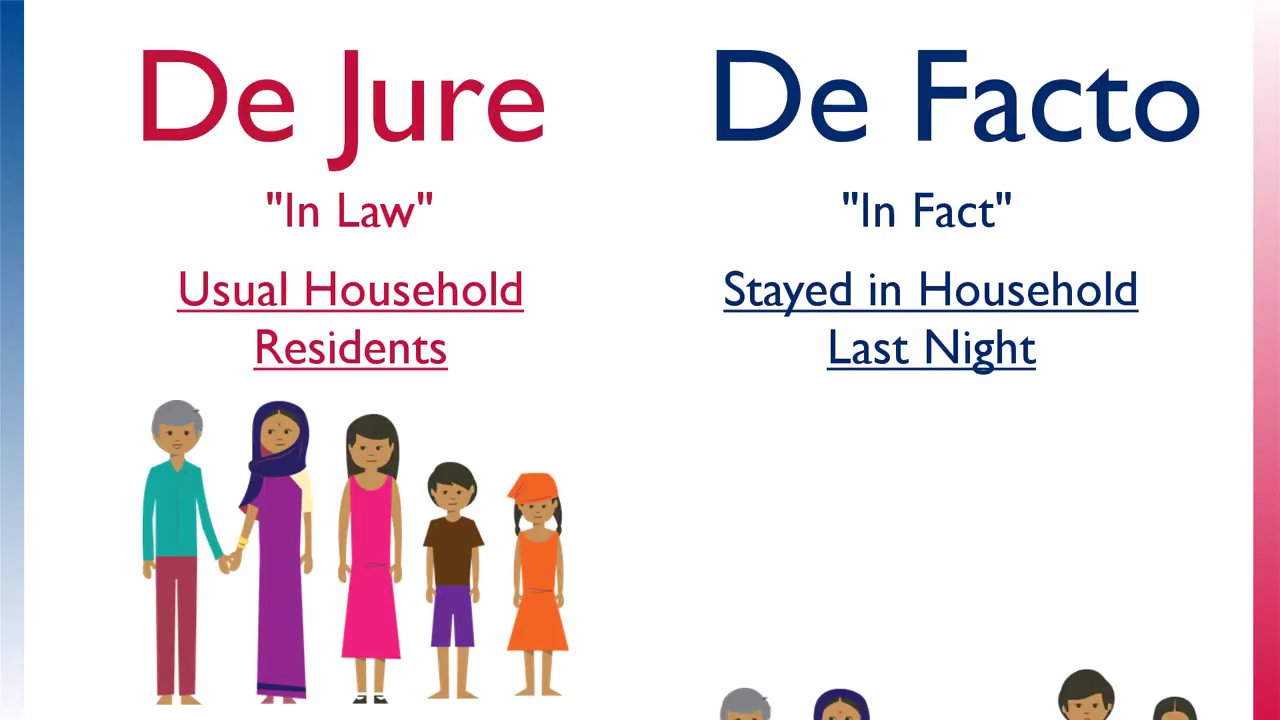 De Jure
"In Law"
Usual Household
Residents
De Facto
"In Fact"
Stayed in Household
Last Night